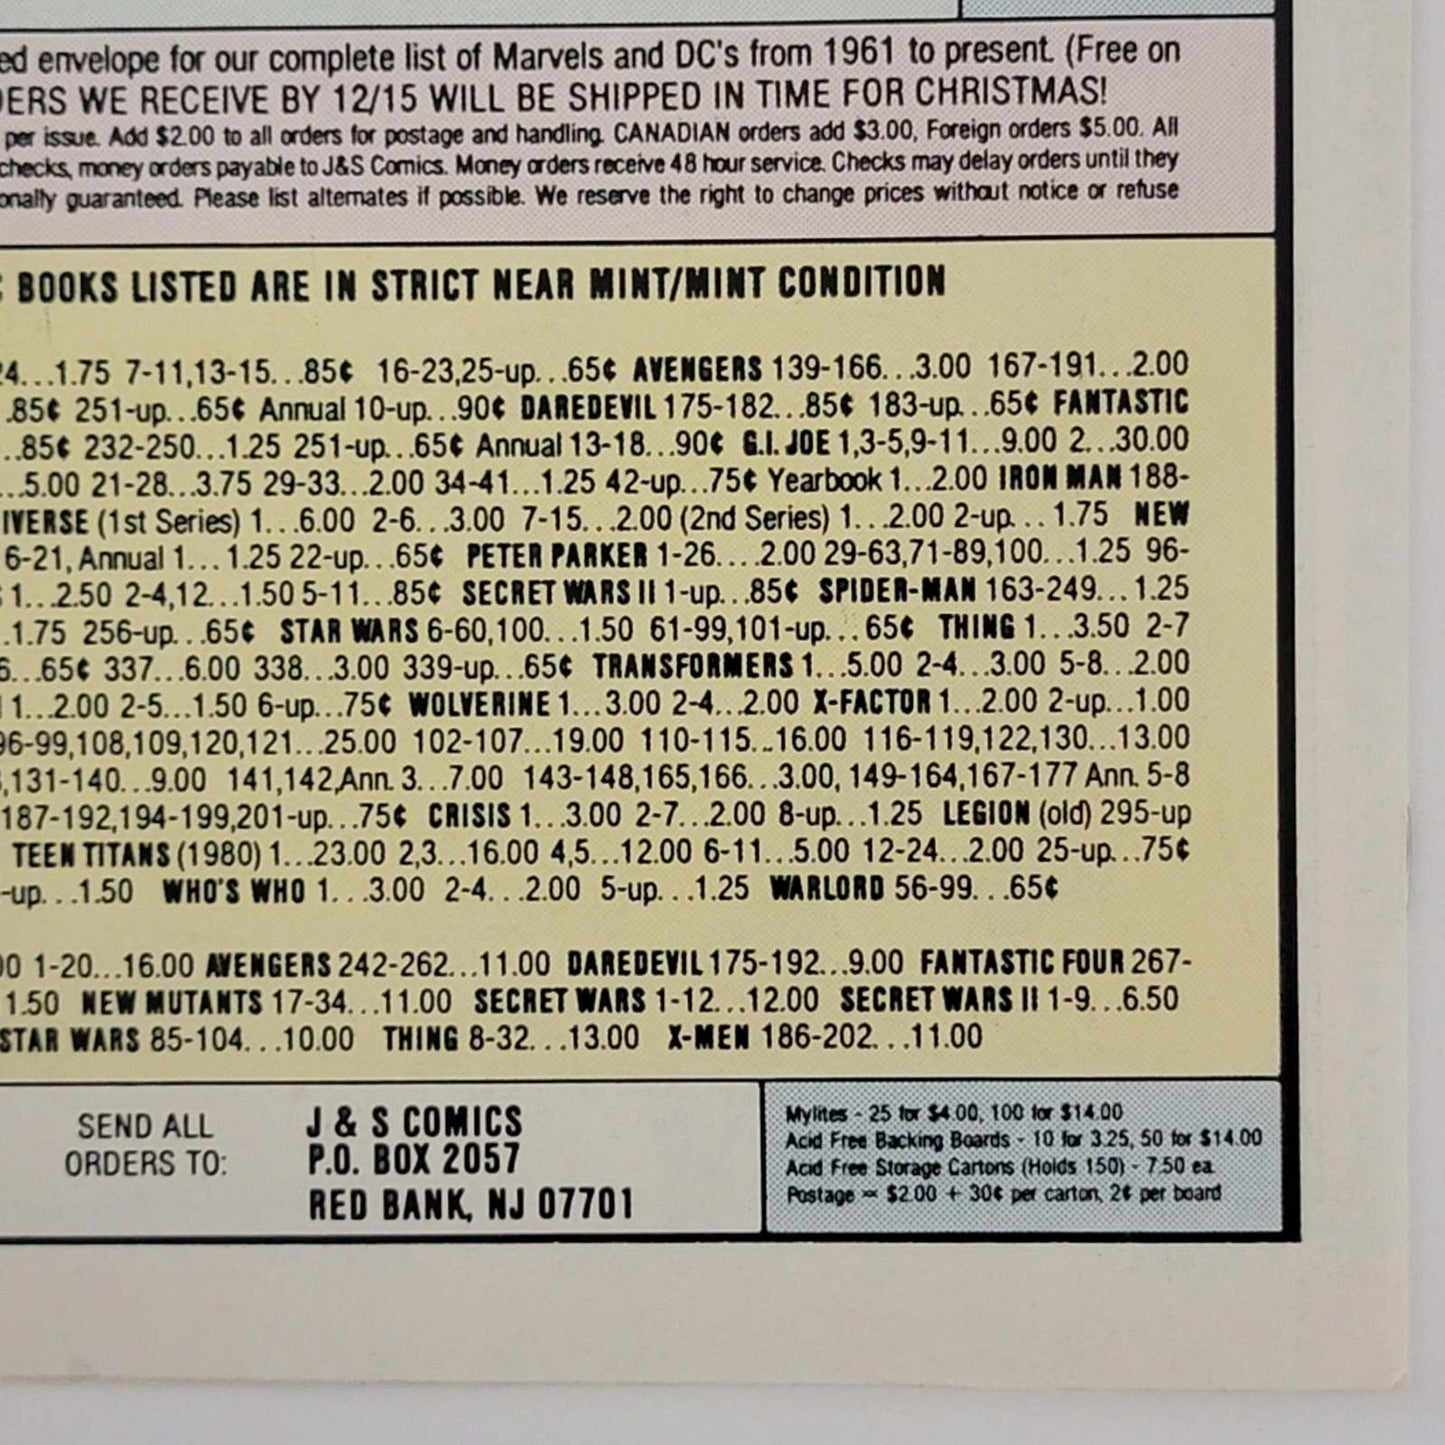 ed envelope for our complete list of Marvels and DC's from 1961 to present. (Free on
ERS WE RECEIVE BY 12/15 WILL BE SHIPPED IN TIME FOR CHRISTMAS!
per issue. Add $2.00 to all orders for postage and handling. CANADIAN orders add $3.00, Foreign orders $5.00. All
checks, money orders payable to J&S Comics. Money orders receive 48 hour service. Checks may delay orders until they
onally guaranteed. Please list alternates if possible. We reserve the right to change prices without notice or refuse
BOOKS LISTED ARE IN STRICT NEAR MINT/MINT CONDITION
24...1.75 7-11,13-15...85¢ 16-23,25-up...65¢ AVENGERS 139-166...3.00 167-191...2.00
.85¢ 251-up...65¢ Annual 10-up...90¢ DAREDEVIL 175-182...85¢ 183-up...65¢ FANTASTIC
..85¢ 232-250...1.25 251-up...65¢ Annual 13-18...90¢ G.I. JOE 1,3-5,9-11...9.00 2...30.00
...5.00 21-28...3.75 29-33...2.00 34-41...1.25 42-up...75¢ Yearbook 1...2.00 IRON MAN 188-
IVERSE (1st Series) 1...6.00 2-6...3.00 7-15...2.00 (2nd Series) 1...2.00 2-up...1.75 NEW
6-21, Annual 1...1.25 22-up...65¢ PETER PARKER 1-26....2.00 29-63,71-89,100...1.25 96-
1...2.50 2-4,12...1.50 5-11...85¢ SECRET WARS II 1-up...85¢ SPIDER-MAN 163-249...1.25
.1.75 256-up...65¢ STAR WARS 6-60,100...1.50 61-99,101-up...65¢ THING 1...3.50 2-7
6...65¢ 337...6.00 338...3.00 339-up...65¢ TRANSFORMERS 1...5.00 2-4...3.00 5-8...2.00
1...2.00 2-5...1.50 6-up...75¢ WOLVERINE 1...3.00 2-4...2.00 X-FACTOR 1...2.00 2-up...1.00
96-99,108,109,120,121...25.00 102-107...19.00 110-115...16.00 116-119,122,130...13.00
,131-140...9.00 141,142,Ann. 3...7.00 143-148,165,166...3.00, 149-164,167-177 Ann. 5-8
187-192,194-199,201-up...75¢ CRISIS 1...3.00 2-7...2.00 8-up...1.25 LEGION (old) 295-up
TEEN TITANS (1980) 1...23.00 2,3...16.00 4,5...12.00 6-11...5.00 12-24...2.00 25-up...75¢
-up...1.50 WHO'S WHO 1...3.00 2-4...2.00 5-up...1.25 WARLORD 56-99...65¢
00 1-20...16.00 AVENGERS 242-262...11.00 DAREDEVIL 175-192...9.00 FANTASTIC FOUR 267-
1.50 NEW MUTANTS 17-34...11.00 SECRET WARS 1-12...12.00 SECRET WARS II 1-9...6.50
STAR WARS 85-104...10.00 THING 8-32...13.00 X-MEN 186-202...11.00
SEND ALL
ORDERS TO:
J & S COMICS
P.O. BOX 2057
RED BANK, NJ 07701
Mylites - 25 for $4.00, 100 for $14.00
Acid Free Backing Boards - 10 for 3.25, 50 for $14.00
Acid Free Storage Cartons (Holds 150) - 7.50 ea.
Postage = $2.00 + 30¢ per carton, 2¢ per board